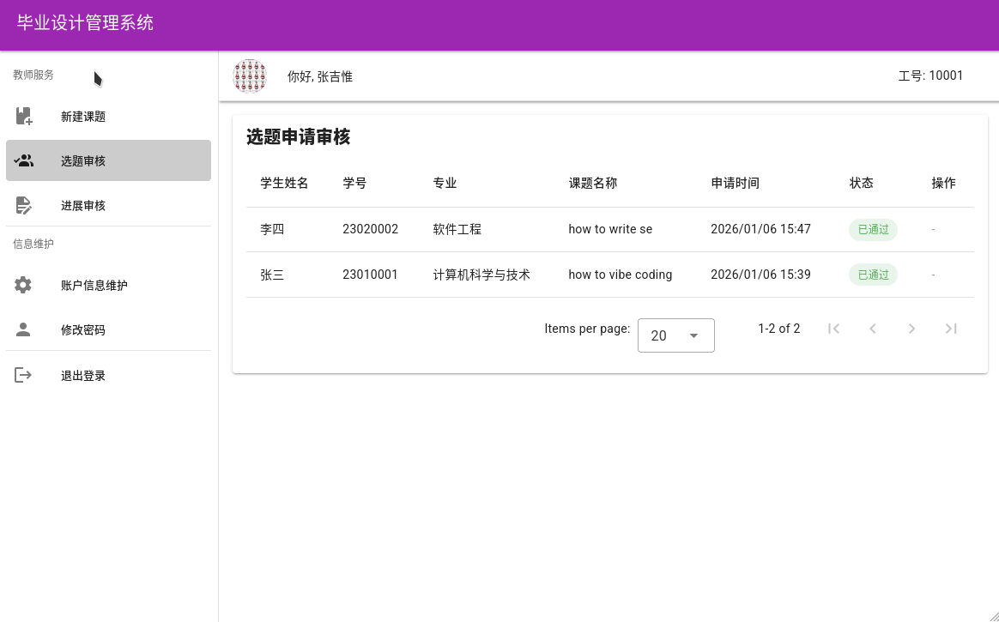 毕业设计管理系统
教师服务
新建课题
选题审核
进展审核
信息维护
账户信息维护
修改密码
退出登录
你好, 张吉惟
工号: 10001
选题申请审核
学生姓名 学号 专业 课题名称 申请时间 状态 操作
李四 23020002 软件工程 how to write se 2026/01/06 15:47 已通过 -
张三 23010001 计算机科学与技术 how to vibe coding 2026/01/06 15:39 已通过 -
Items per page: 20 1-2 of 2